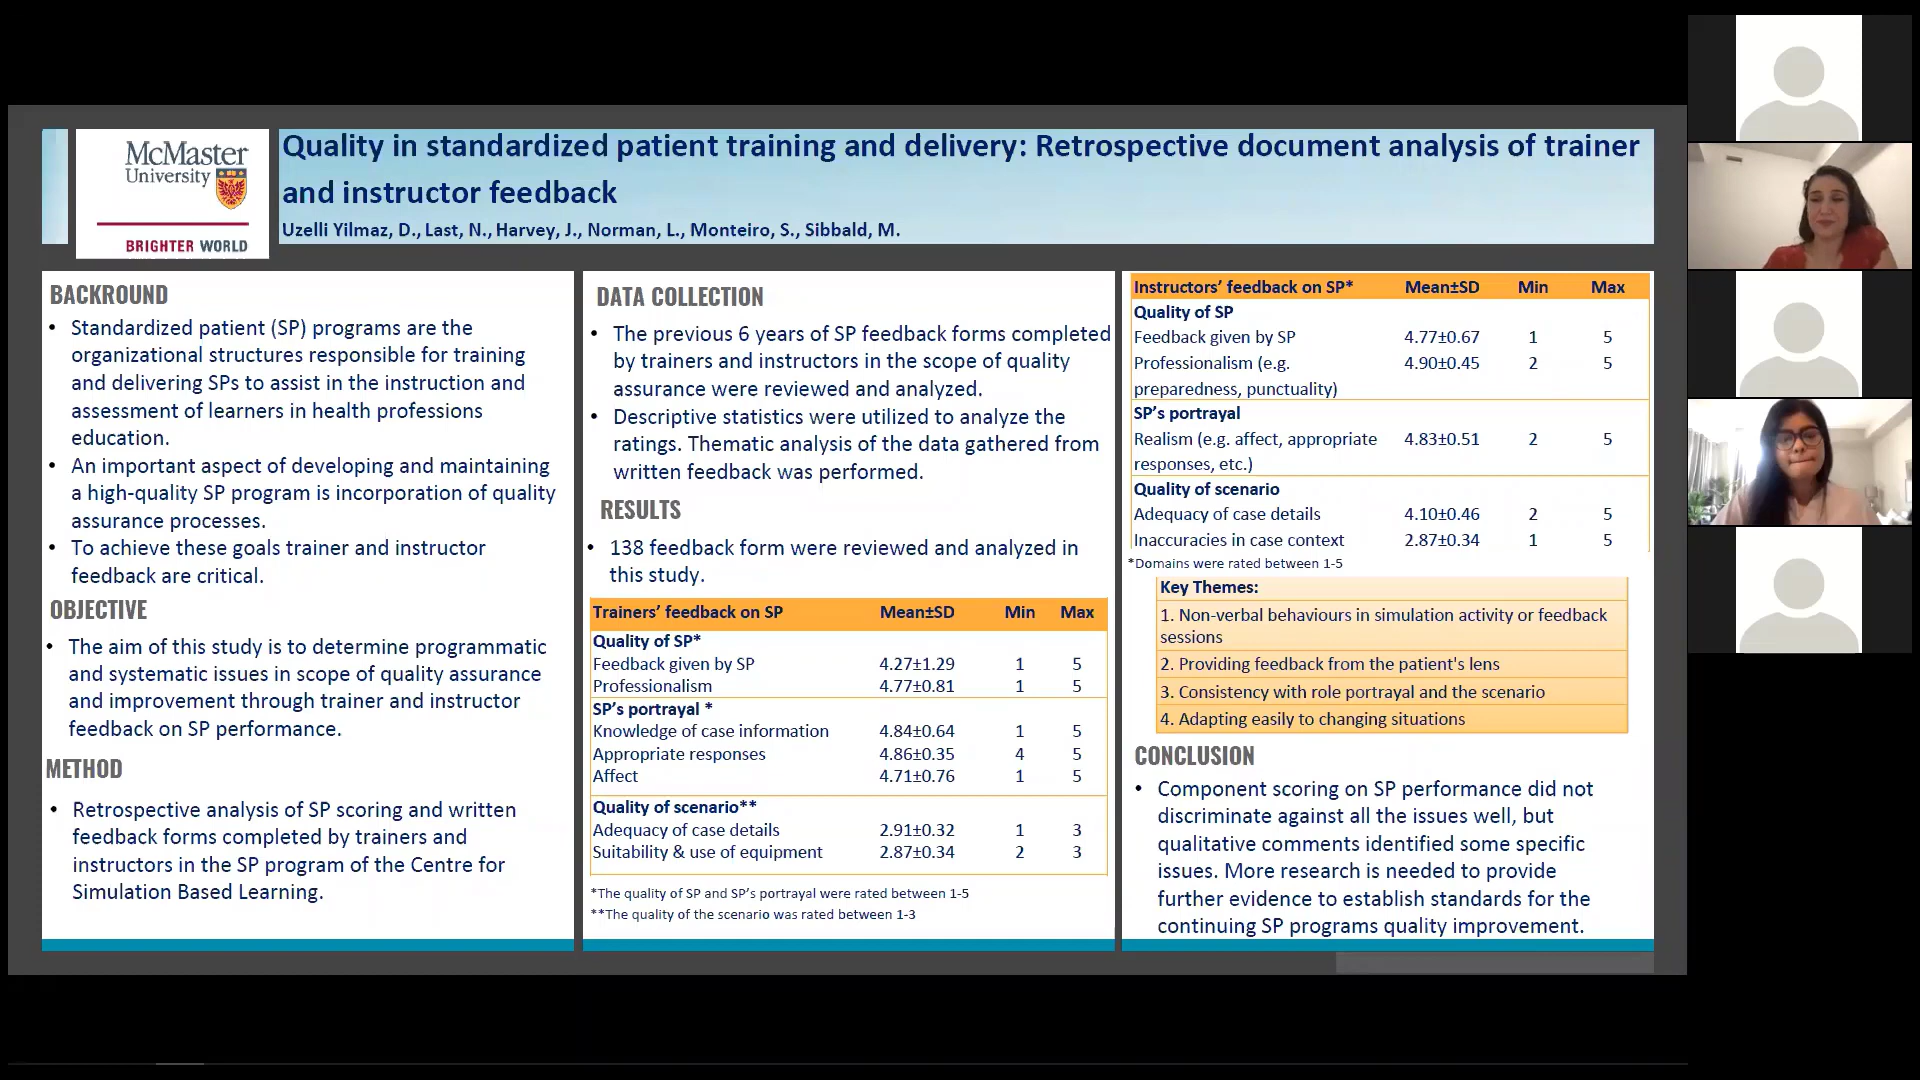 McMaster
University
BRIGHTER WORLD
Quality in standardized patient training and delivery: Retrospective document analysis of trainer
and instructor feedback
Uzelli Yilmaz, D., Last, N., Harvey, J., Norman, L., Monteiro, S., Sibbald, M.
BACKROUND
• Standardized patient (SP) programs are the
organizational structures responsible for training
and delivering SPs to assist in the instruction and
assessment of learners in health professions
education.
• An important aspect of developing and maintaining
a high-quality SP program is incorporation of quality
assurance processes.
• To achieve these goals trainer and instructor
feedback are critical.
OBJECTIVE
• The aim of this study is to determine programmatic
and systematic issues in scope of quality assurance
and improvement through trainer and instructor
feedback on SP performance.
METHOD
• Retrospective analysis of SP scoring and written
feedback forms completed by trainers and
instructors in the SP program of the Centre for
Simulation Based Learning.
DATA COLLECTION
• The previous 6 years of SP feedback forms completed
by trainers and instructors in the scope of quality
assurance were reviewed and analyzed.
• Descriptive statistics were utilized to analyze the
ratings. Thematic analysis of the data gathered from
written feedback was performed.
RESULTS
• 138 feedback form were reviewed and analyzed in
this study.
Trainers' feedback on SP Mean±SD Min Max
Quality of SP*
Feedback given by SP 4.27±1.29 1 5
Professionalism 4.77±0.81 1 5
SP's portrayal *
Knowledge of case information 4.84±0.64 1 5
Appropriate responses 4.86±0.35 4 5
Affect 4.71±0.76 1 5
Quality of scenario**
Adequacy of case details 2.91±0.32 1 3
Suitability & use of equipment 2.87±0.34 2 3
*The quality of SP and SP's portrayal were rated between 1-5
**The quality of the scenario was rated between 1-3
Instructors' feedback on SP* Mean±SD Min Max
Quality of SP
Feedback given by SP 4.77±0.67 1 5
Professionalism (e.g. 4.90±0.45 2 5
preparedness, punctuality)
SP's portrayal
Realism (e.g. affect, appropriate 4.83±0.51 2 5
responses, etc.)
Quality of scenario
Adequacy of case details 4.10±0.46 2 5
Inaccuracies in case context 2.87±0.34 1 5
*Domains were rated between 1-5
Key Themes:
1. Non-verbal behaviours in simulation activity or feedback
sessions
2. Providing feedback from the patient's lens
3. Consistency with role portrayal and the scenario
4. Adapting easily to changing situations
CONCLUSION
• Component scoring on SP performance did not
discriminate against all the issues well, but
qualitative comments identified some specific
issues. More research is needed to provide
further evidence to establish standards for the
continuing SP programs quality improvement.